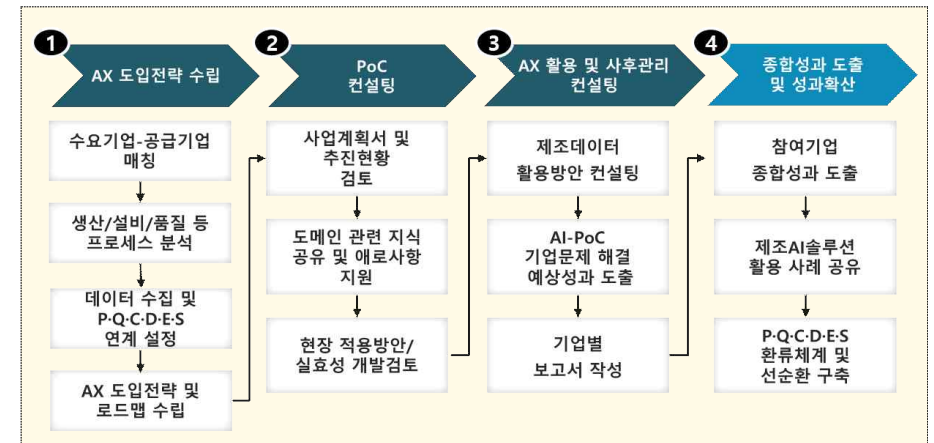 1
AX 도입전략 수립
수요기업-공급기업
매칭
생산/설비/품질 등
프로세스 분석
데이터 수집 및
P·Q·C·D·E·S
연계 설정
AX 도입전략 및
로드맵 수립
2
PoC
컨설팅
사업계획서 및
추진현황
검토
도메인 관련 지식
공유 및 애로사항
지원
현장 적용방안/
실효성 개발검토
3
AX 활용 및 사후관리
컨설팅
제조데이터
활용방안 컨설팅
AI-PoC
기업문제 해결
예상성과 도출
기업별
보고서 작성
4
종합성과 도출
및 성과확산
참여기업
종합성과 도출
제조AI솔루션
활용 사례 공유
P·Q·C·D·E·S
환류체계 및
선순환 구축